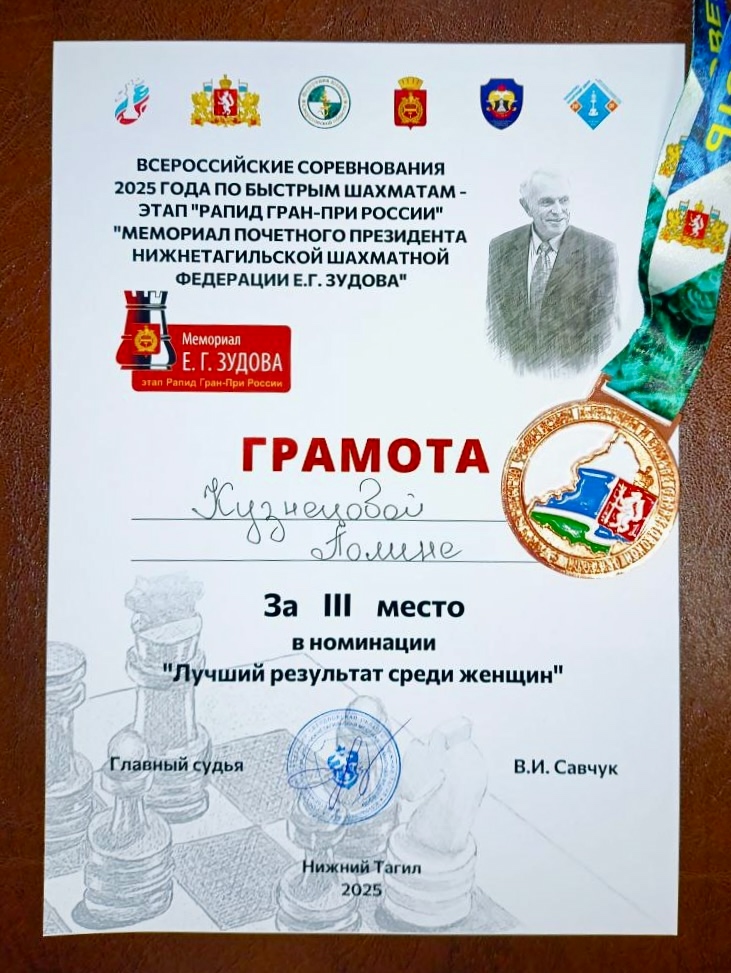 ВСЕРОССИЙСКИЕ СОРЕВНОВАНИЯ
2025 ГОДА ПО БЫСТРЫМ ШАХМАТАМ -
ЭТАП "РАПИД ГРАН-ПРИ РОССИИ"
"МЕМОРИАЛ ПОЧЕТНОГО ПРЕЗИДЕНТА
НИЖНЕТАГИЛЬСКОЙ ШАХМАТНОЙ
ФЕДЕРАЦИИ Е.Г. ЗУДОВА"
Мемориал
Е. Г. ЗУДОВА
этап Рапид Гран-При России
ГРАМОТА
Кузнецовой
Полине
За III место
в номинации
"Лучший результат среди женщин"
Главный судья
В.И. Савчук
Нижний Тагил
2025